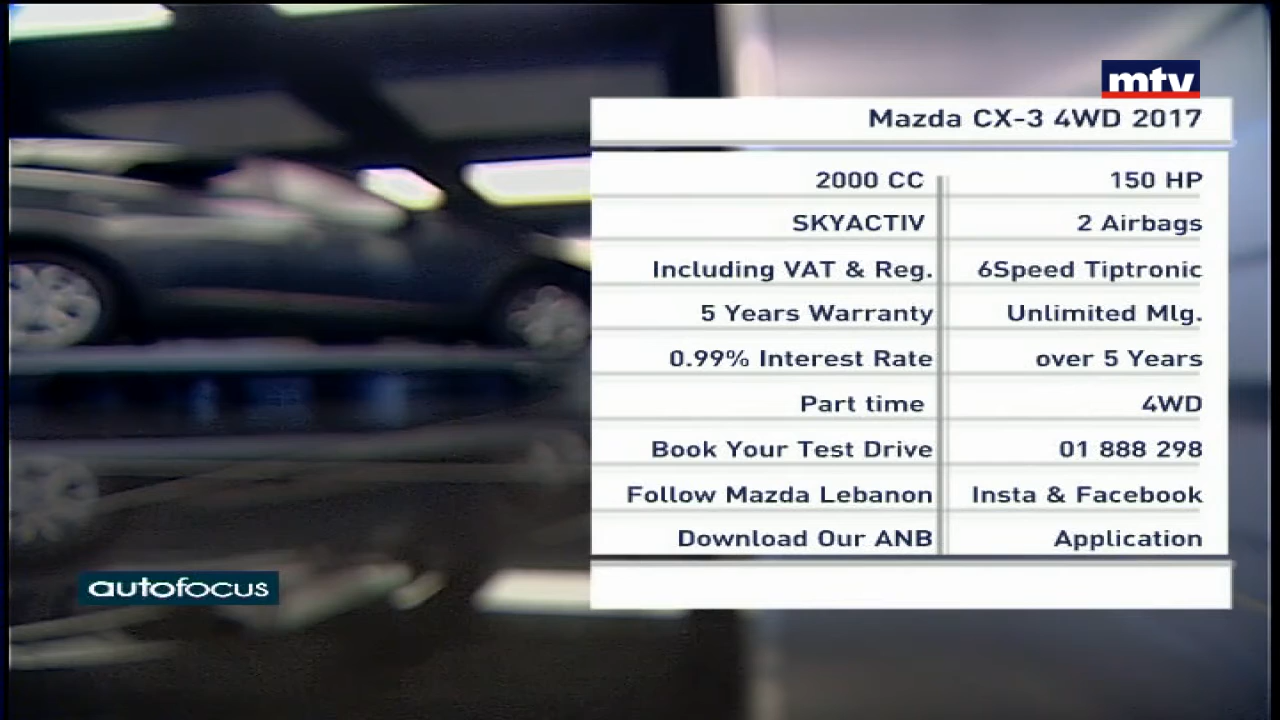 mtv
Mazda CX-3 4WD 2017
2000 CC 150 HP
SKYACTIV 2 Airbags
Including VAT & Reg. 6Speed Tiptronic
5 Years Warranty Unlimited Mlg.
0.99% Interest Rate over 5 Years
Part time 4WD
Book Your Test Drive 01 888 298
Follow Mazda Lebanon Insta & Facebook
Download Our ANB Application
autofocus